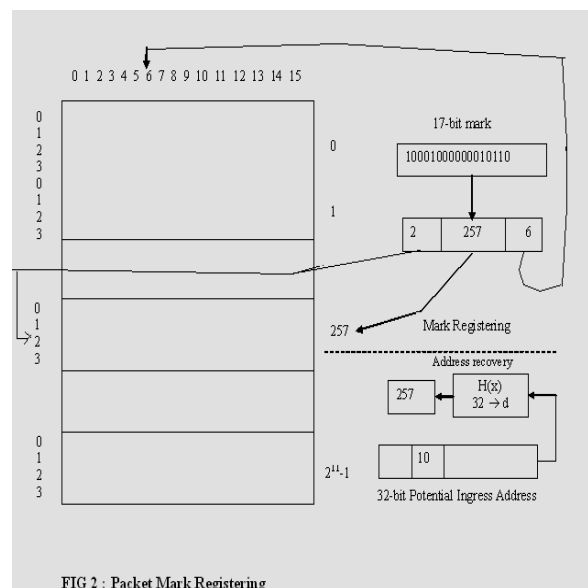 0 1 2 3 4 5 6 7 8 9 10 11 12 13 14 15
0
1
2
3
0
1
2
3
0
1
17-bit mark
10001000000010110
2 257 6
0
1
2
3
257
Mark Registering
Address recovery
257
H(x)
32 → d
0
1
2
3
2¹¹-1
10
32-bit Potential Ingress Address
FIG 2 : Packet Mark Registering